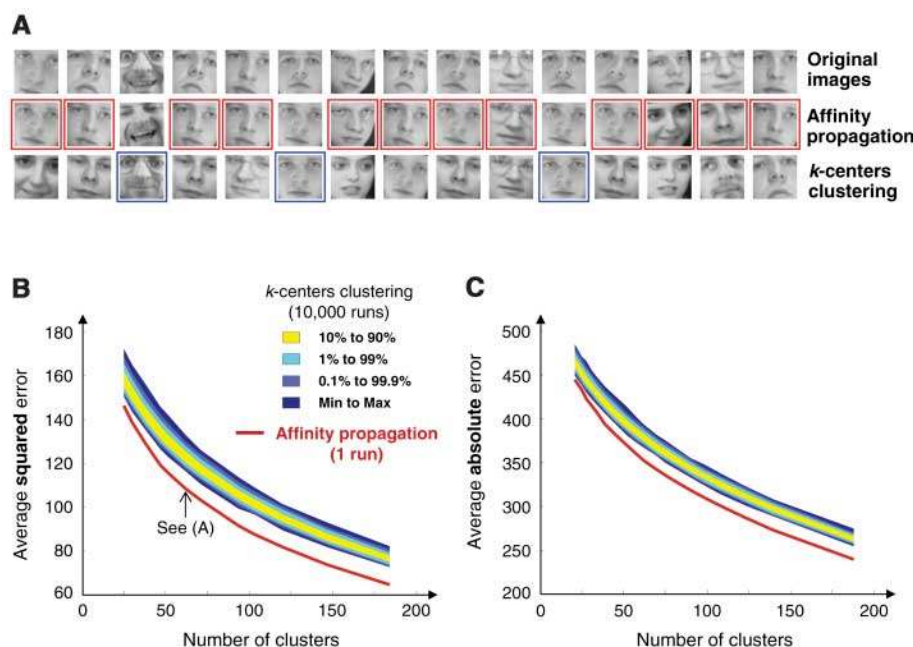 A
Original
images
Affinity
propagation
k-centers
clustering
B
k-centers clustering
(10,000 runs)
10% to 90%
1% to 99%
0.1% to 99.9%
Min to Max
Affinity propagation
(1 run)
See (A)
Average squared error
180
160
140
120
100
80
60
0
50
100
150
200
Number of clusters
C
Average absolute error
500
450
400
350
300
250
200
0
50
100
150
200
Number of clusters